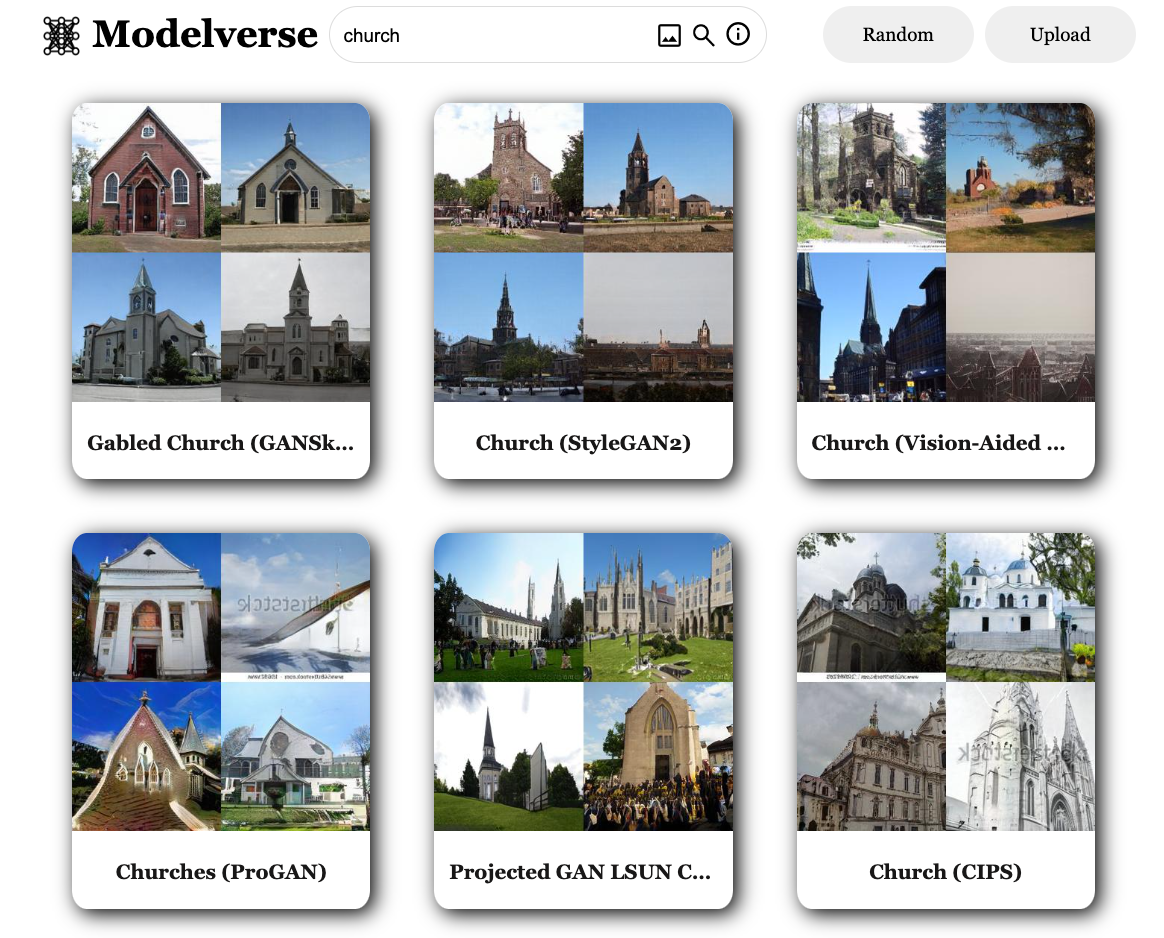 Modelverse
church
Random
Upload
Gabled Church (GANSk...
Church (StyleGAN2)
Church (Vision-Aided ...
Churches (ProGAN)
Projected GAN LSUN C...
Church (CIPS)